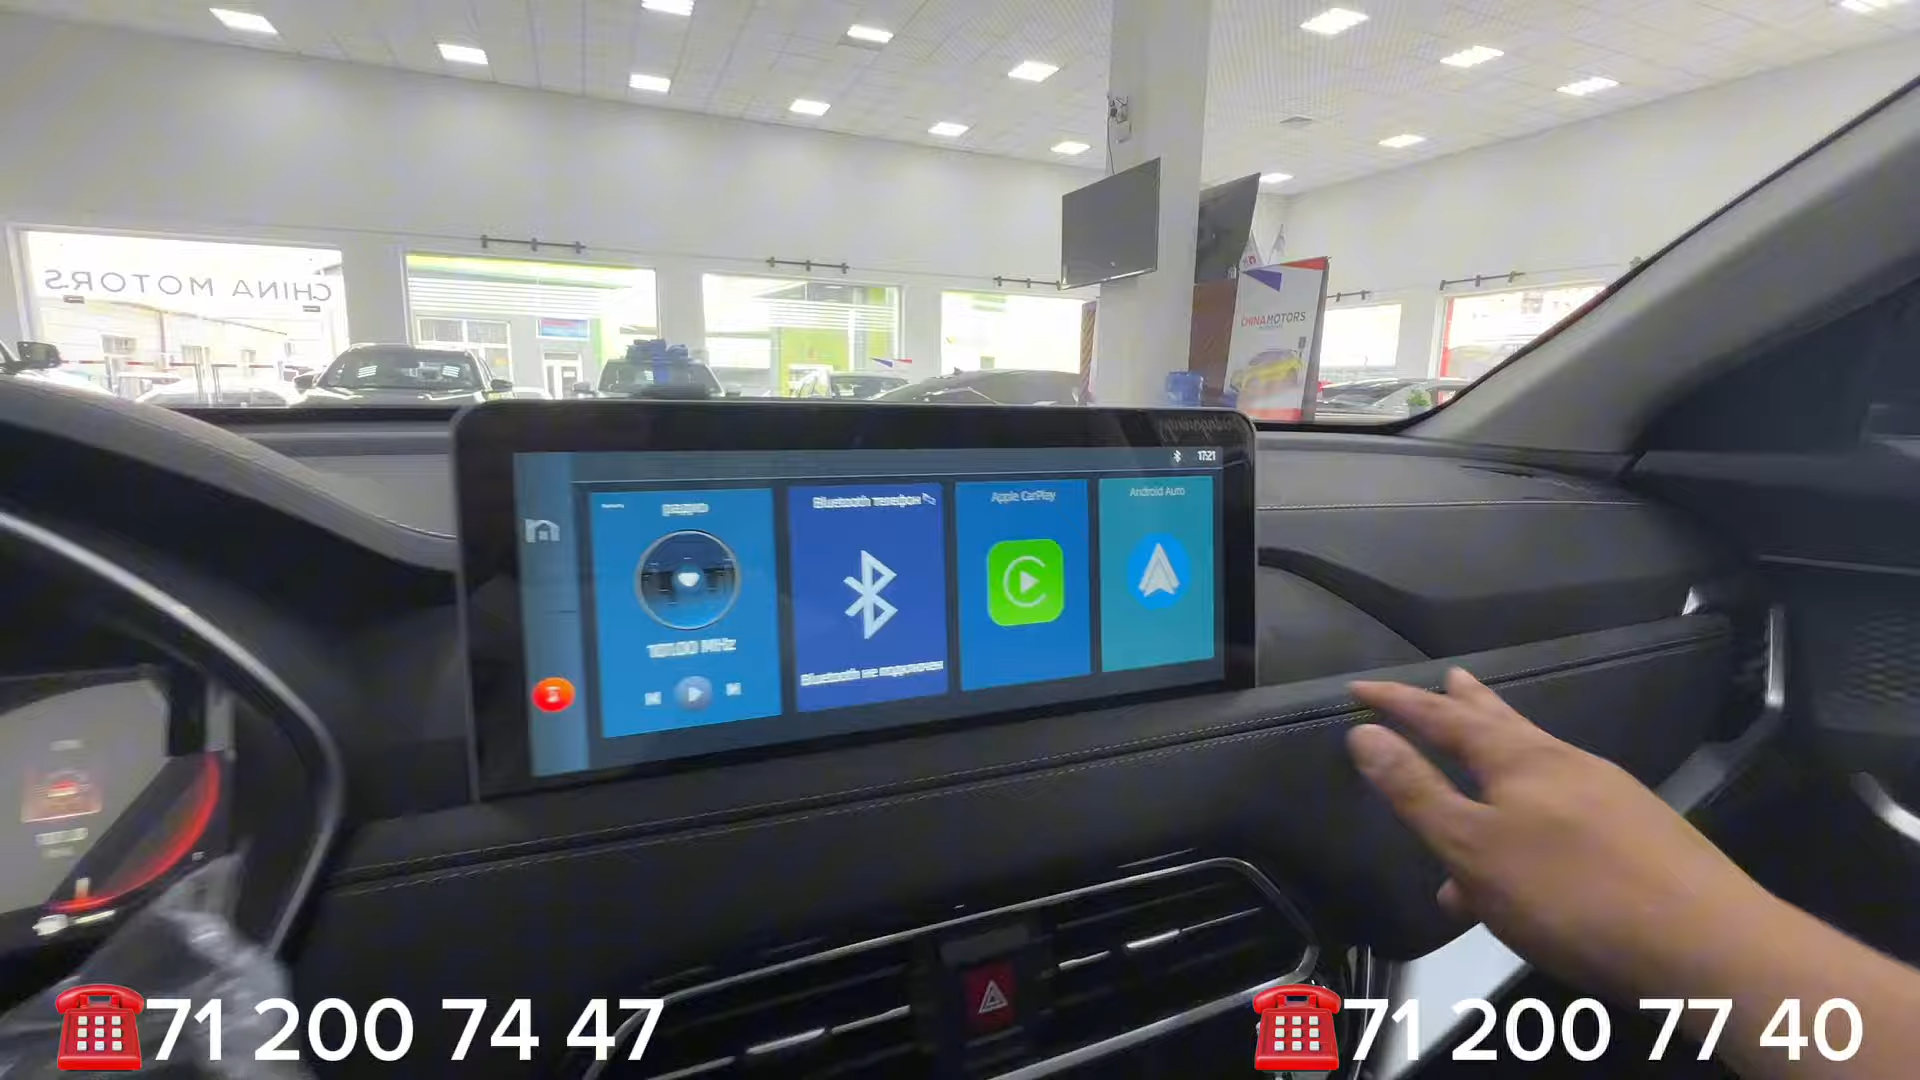 CHINA MOTORS
CHINAMOTORS
17:21
радио
Bluetooth телефон
Apple CarPlay
Android Auto
101.00 MHz
Bluetooth не подключен
71 200 74 47
71 200 77 40